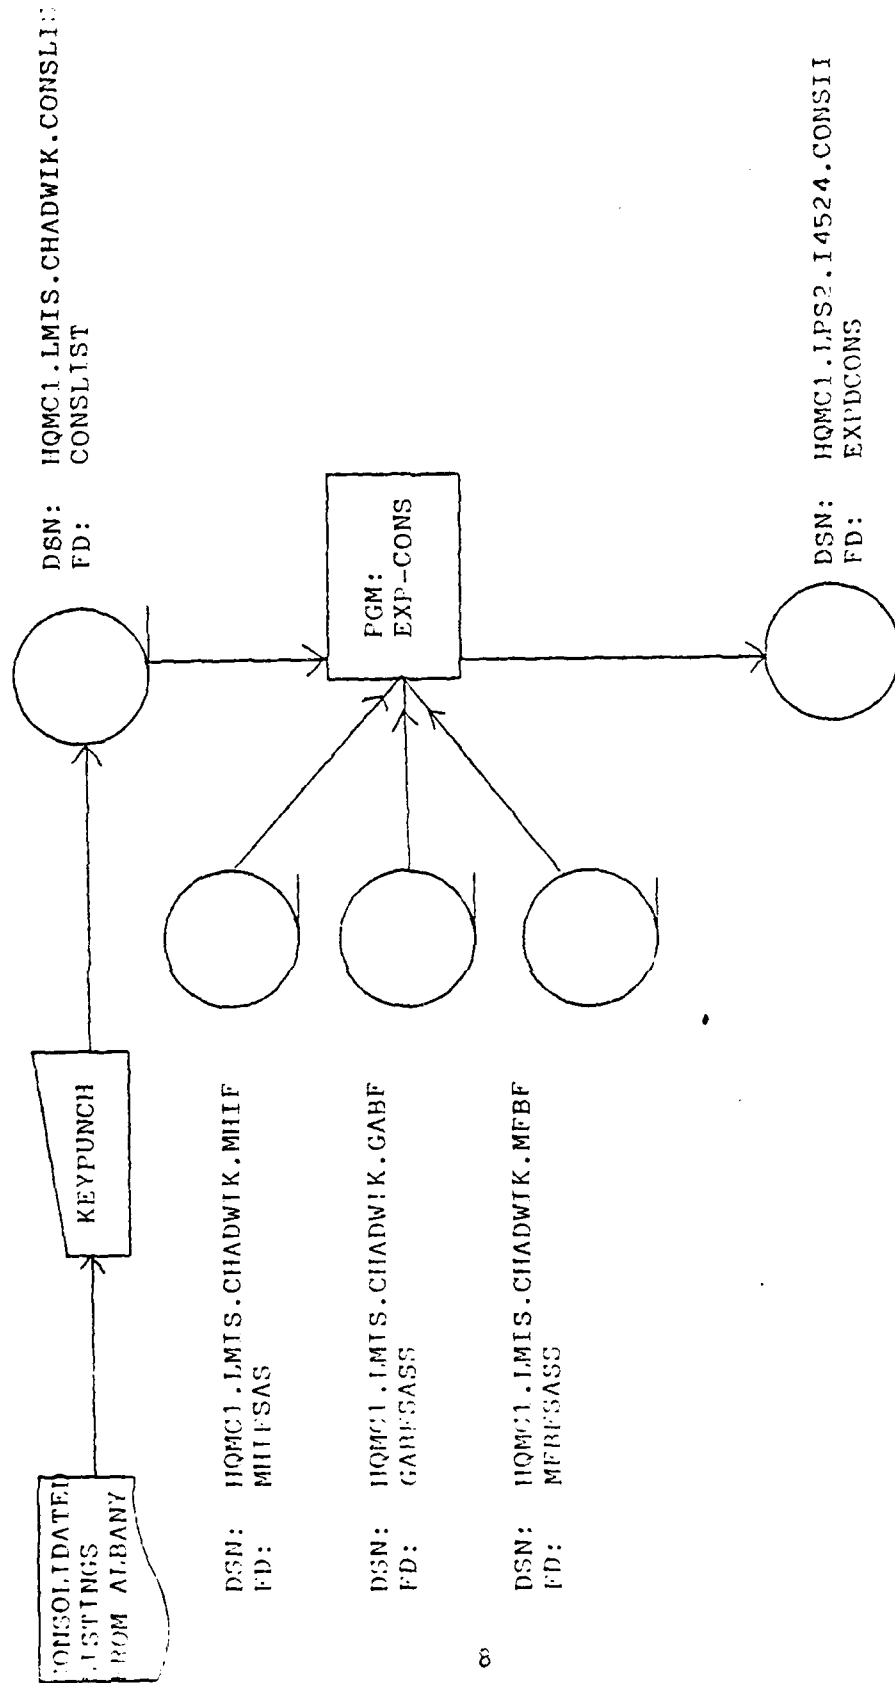 ONSOLIDATE
ISTINGS
ROM ALBANY
KEYPUNCH
DSN: HQMC1.LMIS.CHADWIK.CONSLIS
FD: CONSLIST
DSN: HQMC1.LMIS.CHADWIK.MHIF
FD: MHIFSAS
DSN: HQMC1.LMIS.CHADWIK.GABF
FD: GABFSASS
DSN: HQMC1.LMIS.CHADWIK.MFBF
FD: MFBFSASS
PGM:
EXP-CONS
DSN: HQMC1.LPS2.I4524.CONSII
FD: EXPDCONS
8